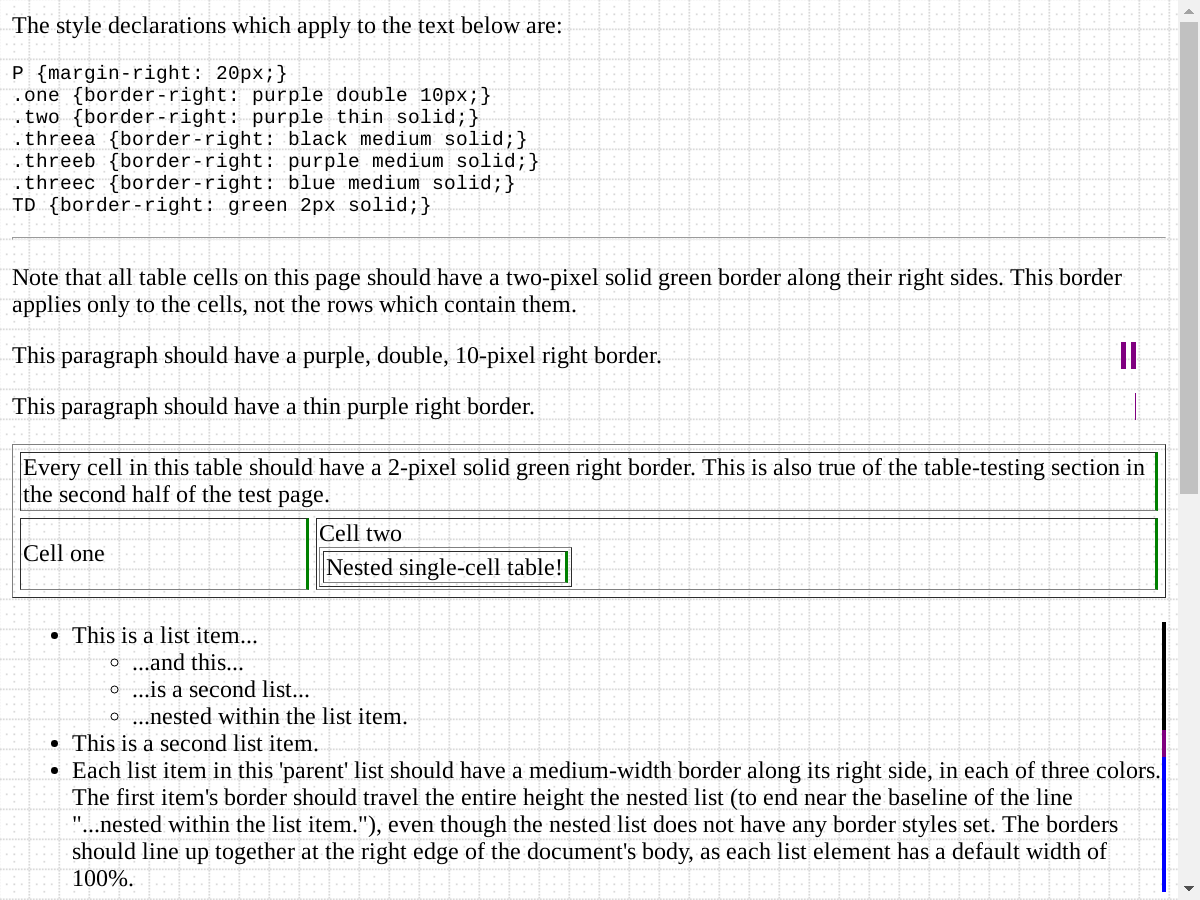 The style declarations which apply to the text below are:
P {margin-right: 20px;}
.one {border-right: purple double 10px;}
.two {border-right: purple thin solid;}
.threea {border-right: black medium solid;}
.threeb {border-right: purple medium solid;}
.threec {border-right: blue medium solid;}
TD {border-right: green 2px solid;}
Note that all table cells on this page should have a two-pixel solid green border along their right sides. This border
applies only to the cells, not the rows which contain them.
This paragraph should have a purple, double, 10-pixel right border.
This paragraph should have a thin purple right border.
Every cell in this table should have a 2-pixel solid green right border. This is also true of the table-testing section in
the second half of the test page.
Cell one
Cell two
Nested single-cell table!
This is a list item...
...and this...
...is a second list...
...nested within the list item.
This is a second list item.
Each list item in this 'parent' list should have a medium-width border along its right side, in each of three colors.
The first item's border should travel the entire height the nested list (to end near the baseline of the line
"...nested within the list item."), even though the nested list does not have any border styles set. The borders
should line up together at the right edge of the document's body, as each list element has a default width of
100%.